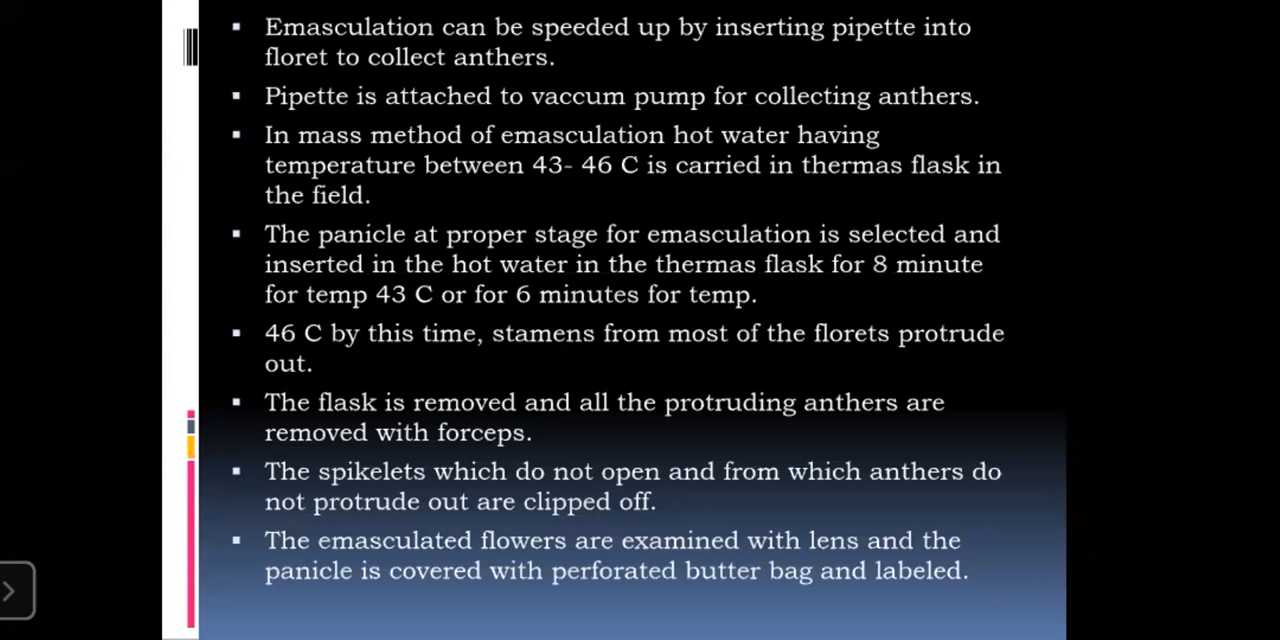 ▪ Emasculation can be speeded up by inserting pipette into
floret to collect anthers.
▪ Pipette is attached to vaccum pump for collecting anthers.
▪ In mass method of emasculation hot water having
temperature between 43- 46 C is carried in thermas flask in
the field.
▪ The panicle at proper stage for emasculation is selected and
inserted in the hot water in the thermas flask for 8 minute
for temp 43 C or for 6 minutes for temp.
▪ 46 C by this time, stamens from most of the florets protrude
out.
▪ The flask is removed and all the protruding anthers are
removed with forceps.
▪ The spikelets which do not open and from which anthers do
not protrude out are clipped off.
▪ The emasculated flowers are examined with lens and the
panicle is covered with perforated butter bag and labeled.